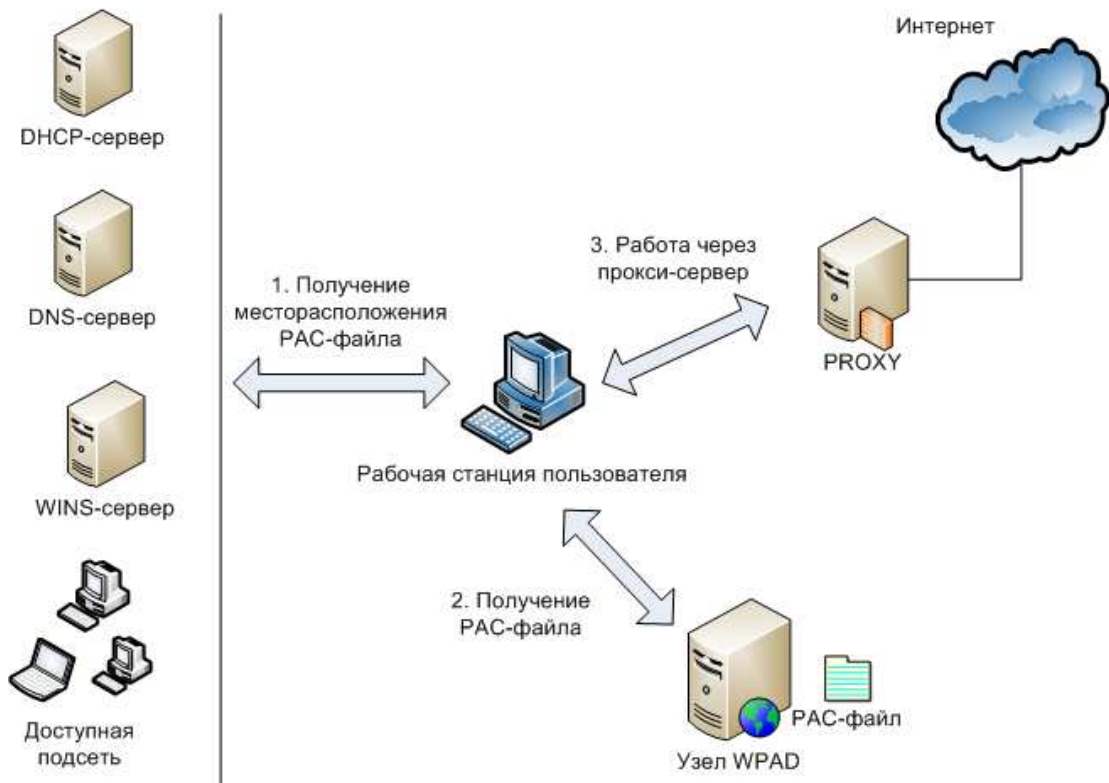 DHCP-сервер
DNS-сервер
WINS-сервер
Доступная
подсеть
1. Получение
месторасположения
PAC-файла
Рабочая станция пользователя
2. Получение
PAC-файла
Узел WPAD
PAC-файл
3. Работа через
прокси-сервер
PROXY
Интернет